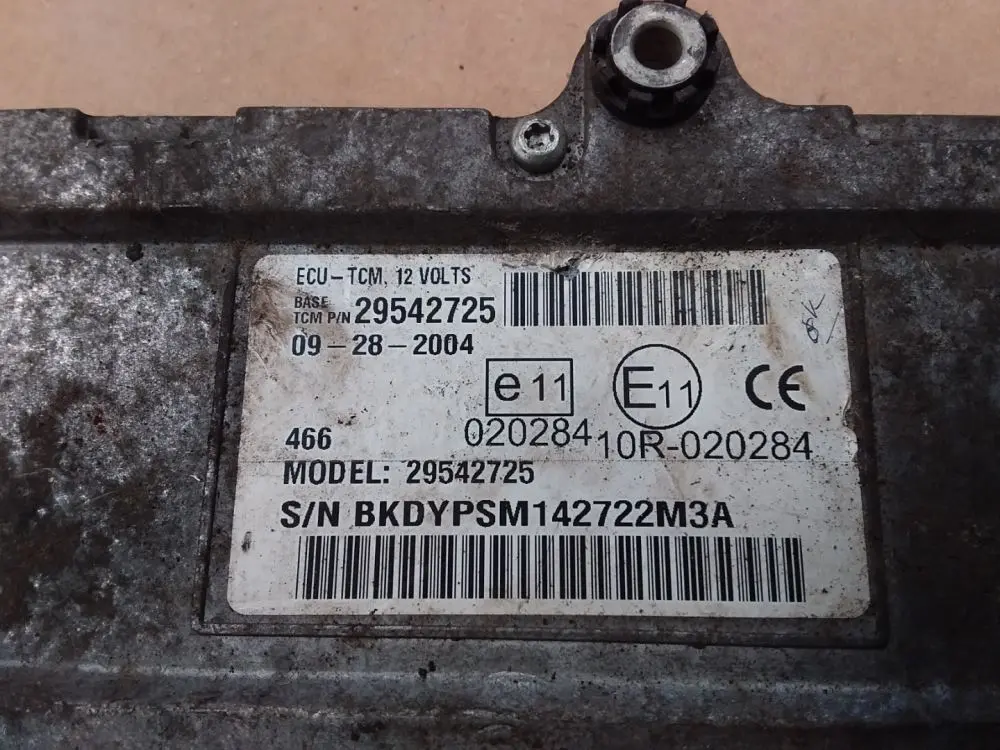 ECU-TCM, 12 VOLTS
BASE
TCM P/N 29542725
09-28-2004
e11
E11
CE
020284
10R-020284
466
MODEL: 29542725
S/N BKDYPSM142722M3A